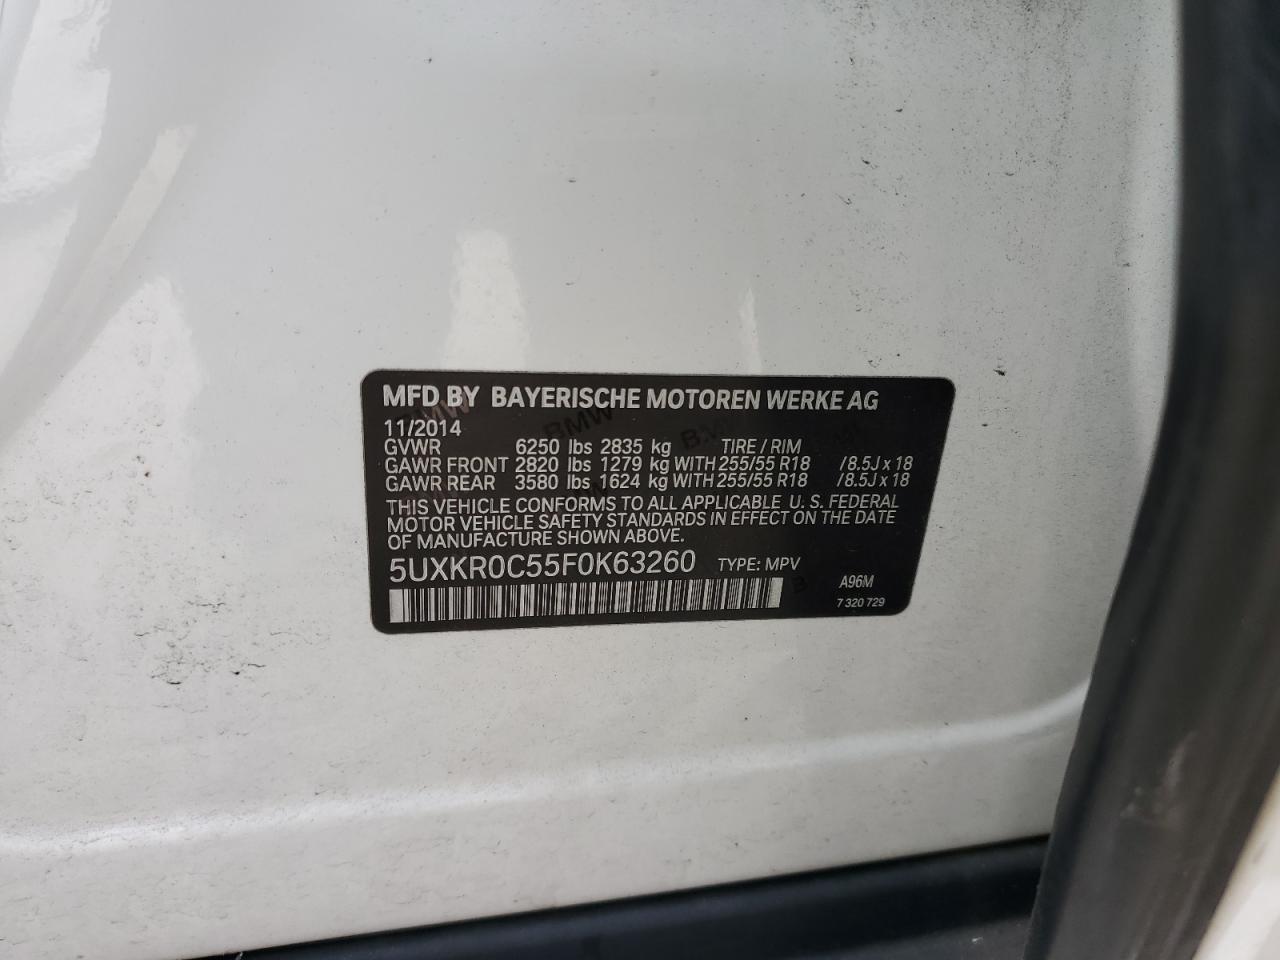 MFD BY BAYERISCHE MOTOREN WERKE AG
11/2014
GVWR 6250 lbs 2835 kg TIRE / RIM
GAWR FRONT 2820 lbs 1279 kg WITH 255/55 R18 /8.5J x 18
GAWR REAR 3580 lbs 1624 kg WITH 255/55 R18 /8.5J x 18
THIS VEHICLE CONFORMS TO ALL APPLICABLE U.S. FEDERAL
MOTOR VEHICLE SAFETY STANDARDS IN EFFECT ON THE DATE
OF MANUFACTURE SHOWN ABOVE.
5UXKR0C55F0K63260 TYPE: MPV
A96M
7 320 729